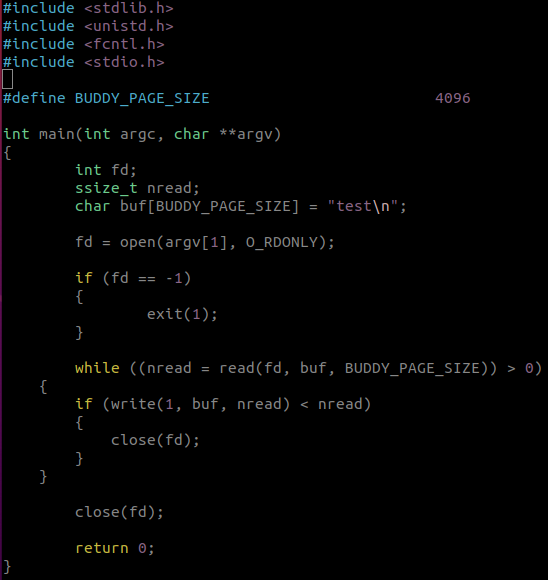 #include <stdlib.h>
#include <unistd.h>
#include <fcntl.h>
#include <stdio.h>

#define BUDDY_PAGE_SIZE                         4096

int main(int argc, char **argv)
{
        int fd;
        ssize_t nread;
        char buf[BUDDY_PAGE_SIZE] = "test\n";

        fd = open(argv[1], O_RDONLY);

        if (fd == -1)
        {
                exit(1);
        }

        while ((nread = read(fd, buf, BUDDY_PAGE_SIZE)) > 0)
    {
        if (write(1, buf, nread) < nread)
        {
            close(fd);
        }
    }

        close(fd);

        return 0;
}